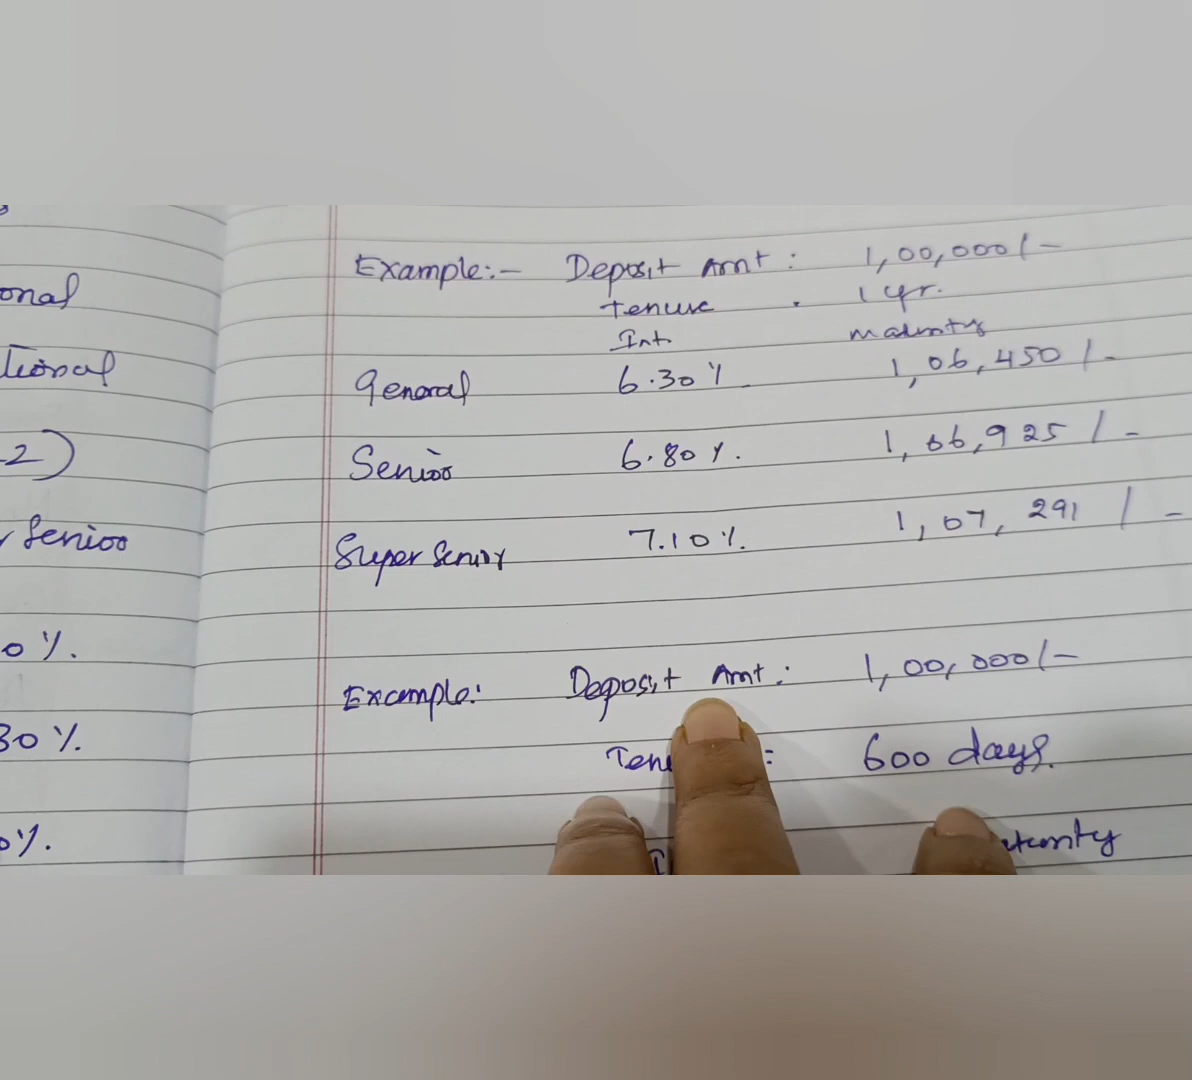 onal
tional
-2)
r Senior
0 %.
30 %.
0%.
Example:- Deposit Amt : 1,00,000/-
Tenure . 1 yr.
Int maturity
General 6.30% 1,06,450/-
Senior 6.80%. 1,06,925/-
Super Senior 7.10%. 1,07,291/-
Example: Deposit Amt : 1,00,000/-
Ten : 600 days.
I turity